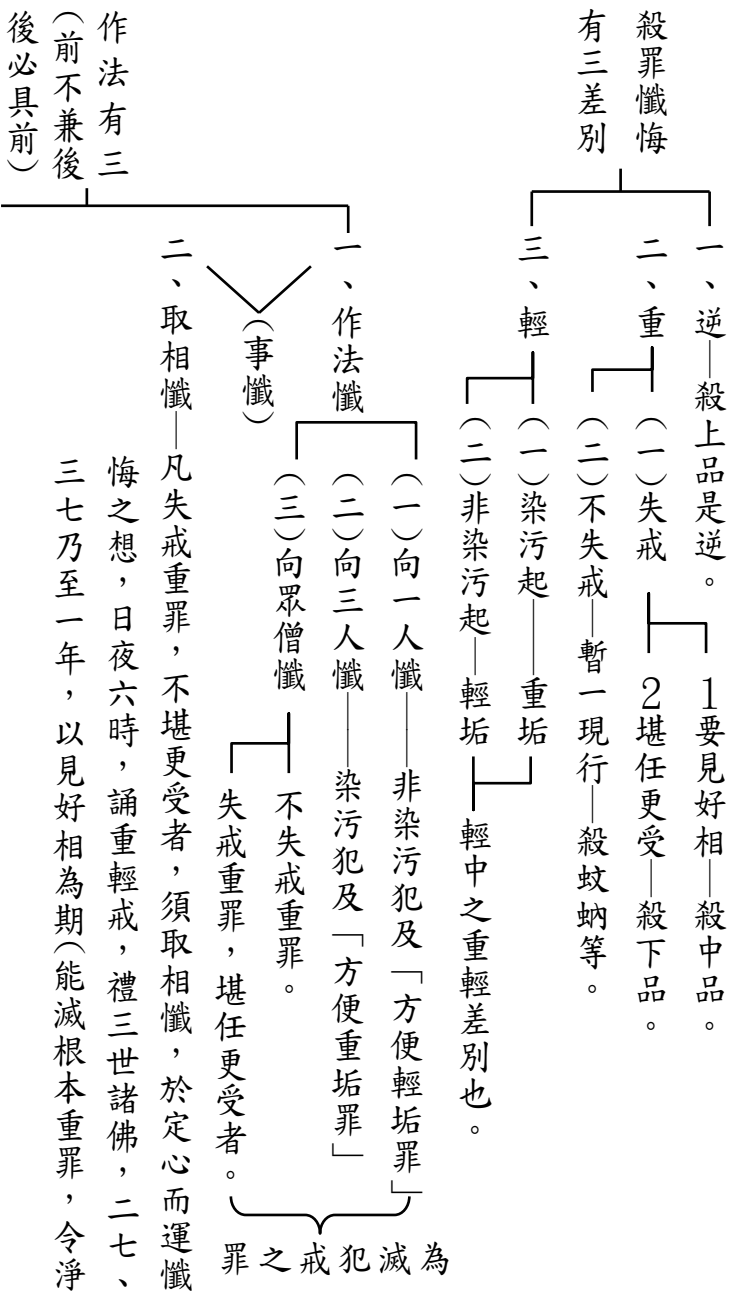 殺罪懺悔
有三差別
一、逆——殺上品是逆。
二、重
(一)失戒
1要見好相——殺中品。
2堪任更受——殺下品。
(二)不失戒——暫一現行——殺蚊蚋等。
三、輕
(一)染污起——重垢
(二)非染污起——輕垢
輕中之重輕差別也。
作法有三
(前不兼後
後必具前)
一、作法懺
(一)向一人懺——非染污犯及「方便輕垢罪」
(二)向三人懺——染污犯及「方便重垢罪」
(三)向眾僧懺
不失戒重罪。
失戒重罪,堪任更受者。
為滅犯戒之罪
(事懺)
二、取相懺——凡失戒重罪,不堪更受者,須取相懺,於定心而運懺
悔之想,日夜六時,誦重輕戒,禮三世諸佛,二七、
三七乃至一年,以見好相為期(能滅根本重罪,令淨